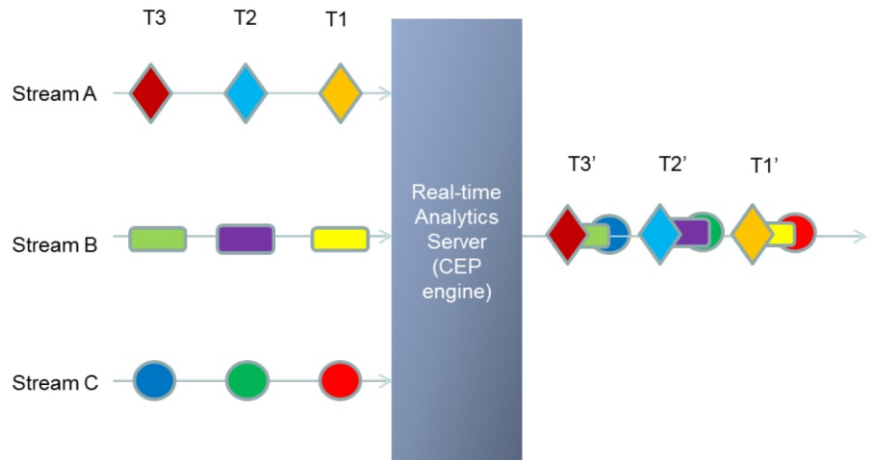 T3 T2 T1
Stream A
T3’ T2’ T1’
Real-time
Analytics
Server
(CEP
engine)
Stream B
Stream C